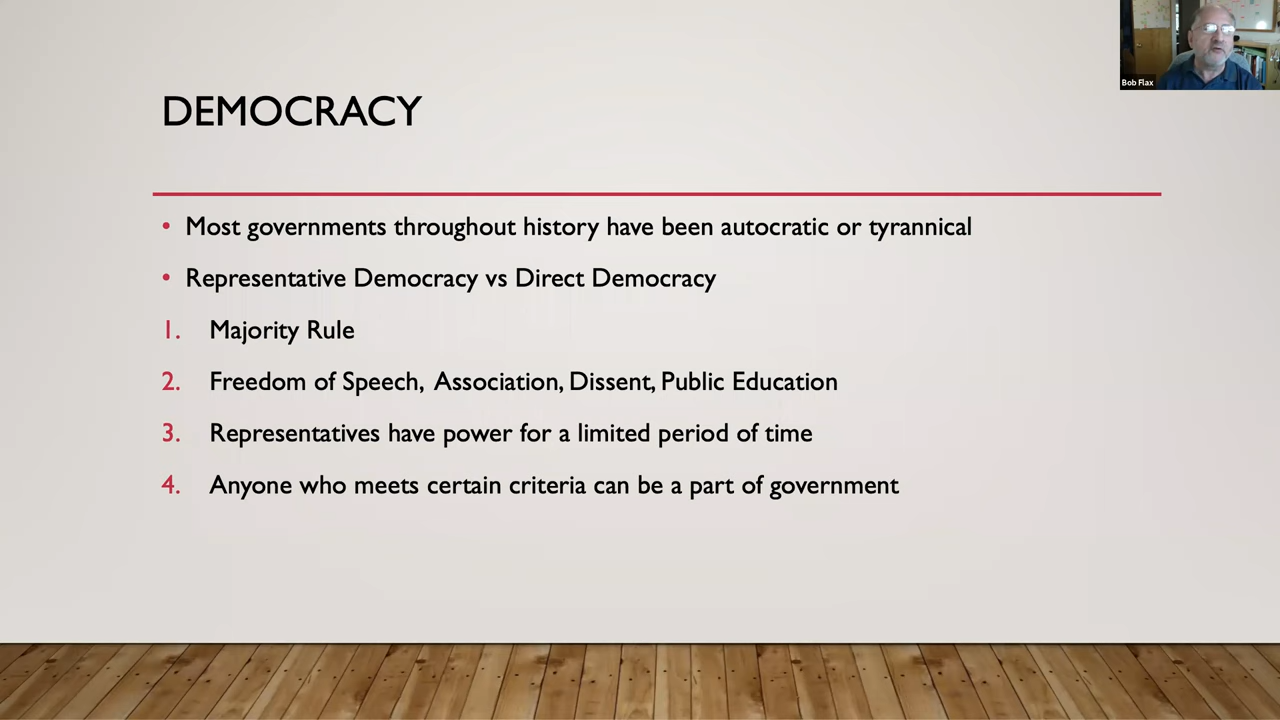 Bob Flax
DEMOCRACY
• Most governments throughout history have been autocratic or tyrannical
• Representative Democracy vs Direct Democracy
1. Majority Rule
2. Freedom of Speech, Association, Dissent, Public Education
3. Representatives have power for a limited period of time
4. Anyone who meets certain criteria can be a part of government